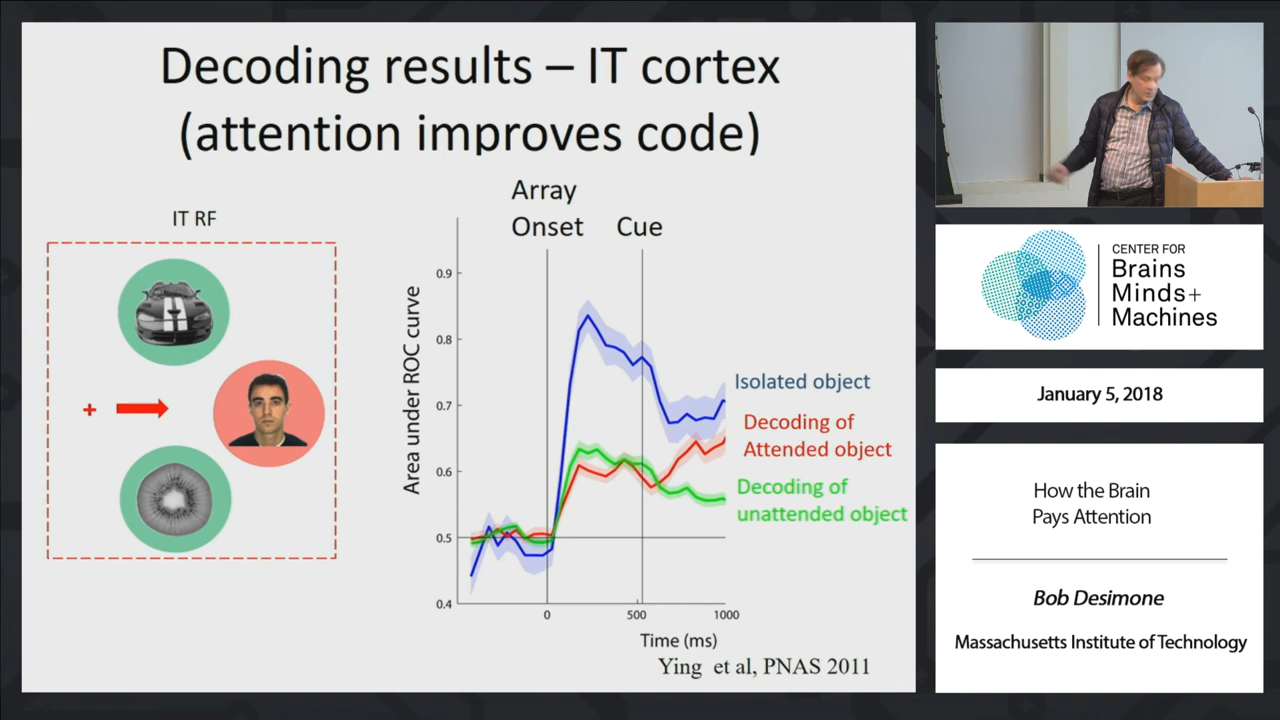 Decoding results – IT cortex
(attention improves code)
IT RF
+
Array
Onset
Cue
Area under ROC curve
0.9
0.8
0.7
0.6
0.5
0.4
0
500
1000
Time (ms)
Isolated object
Decoding of
Attended object
Decoding of
unattended object
Ying et al, PNAS 2011
CENTER FOR
Brains
Minds+
Machines
January 5, 2018
How the Brain
Pays Attention
Bob Desimone
Massachusetts Institute of Technology